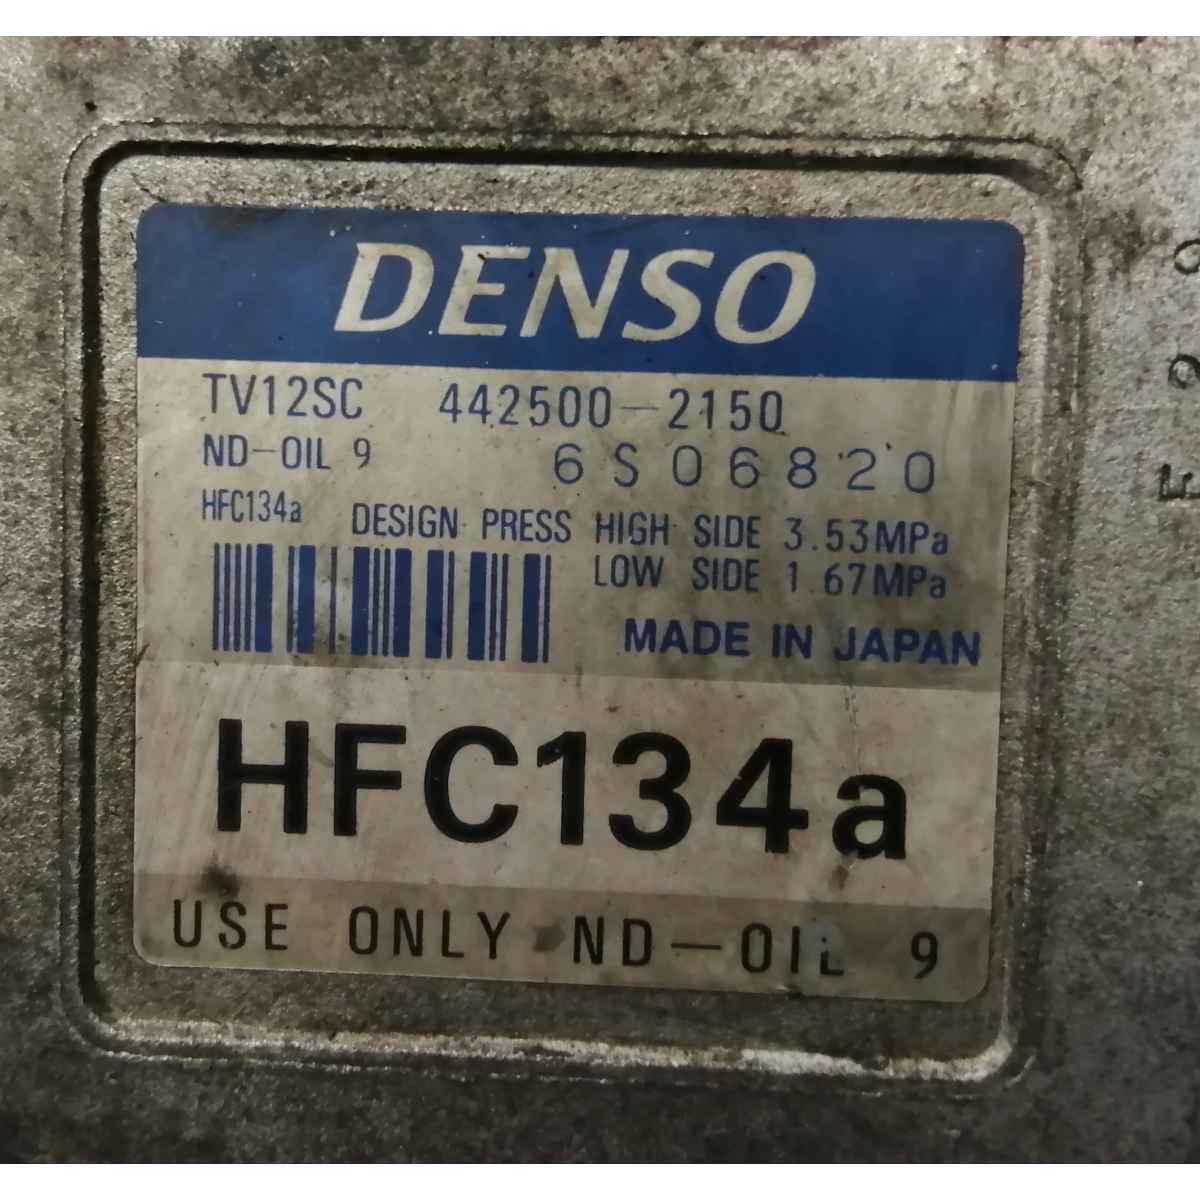 DENSO
TV12SC 442500-2150
ND-OIL 9 6S06820
HFC134a DESIGN PRESS HIGH SIDE 3.53MPa
LOW SIDE 1.67MPa
MADE IN JAPAN
HFC134a
USE ONLY ND-OIL 9